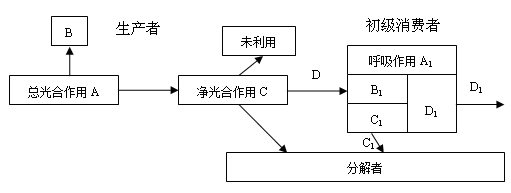 生产者
初级消费者
B
未利用
D
呼吸作用 A1
总光合作用 A
净光合作用 C
B1
D1
D1
C1
C1
分解者